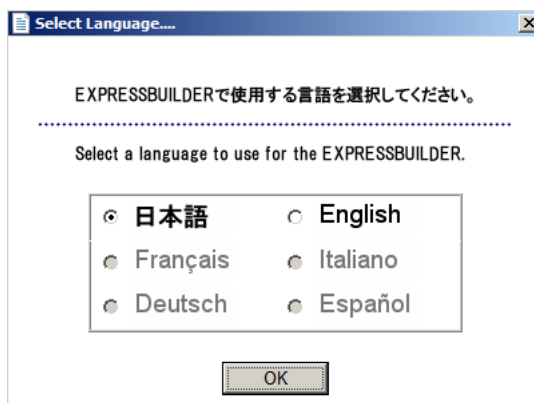 Select Language....
EXPRESSBUILDERで使用する言語を選択してください。
Select a language to use for the EXPRESSBUILDER.
日本語 English
Français Italiano
Deutsch Español
OK